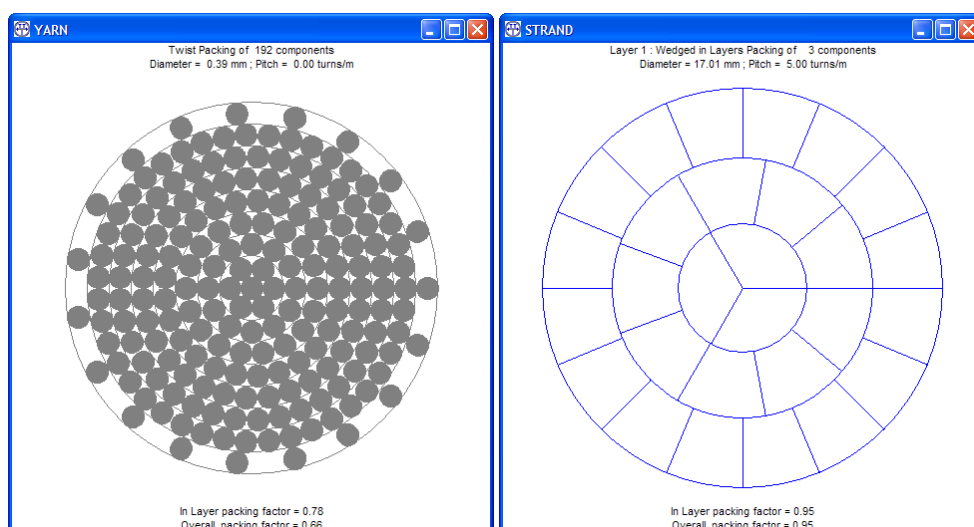 YARN
Twist Packing of 192 components
Diameter = 0.39 mm ; Pitch = 0.00 turns/m
In Layer packing factor = 0.78
Overall packing factor = 0.66
STRAND
Layer 1 : Wedged in Layers Packing of 3 components
Diameter = 17.01 mm ; Pitch = 5.00 turns/m
In Layer packing factor = 0.95
Overall packing factor = 0.95